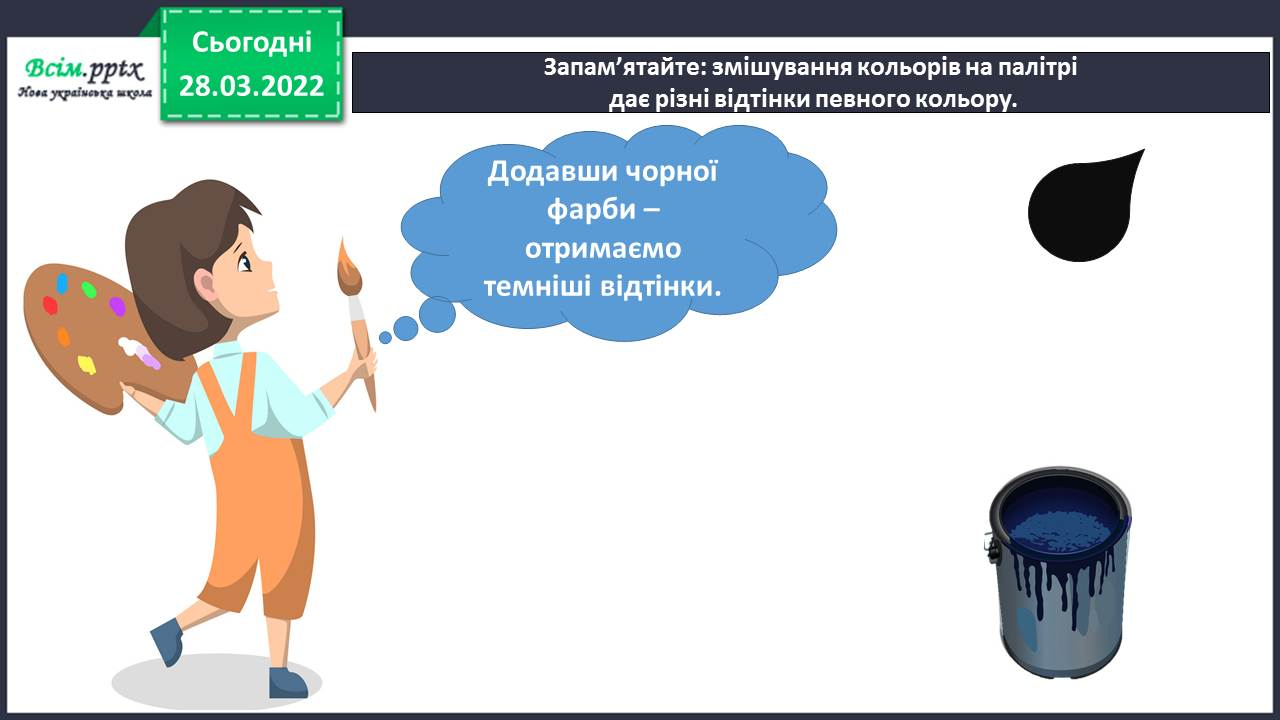 Всім.pptx
Нова українська школа
Сьогодні
28.03.2022
Запам’ятайте: змішування кольорів на палітрі
дає різні відтінки певного кольору.
Додавши чорної
фарби –
отримаємо
темніші відтінки.